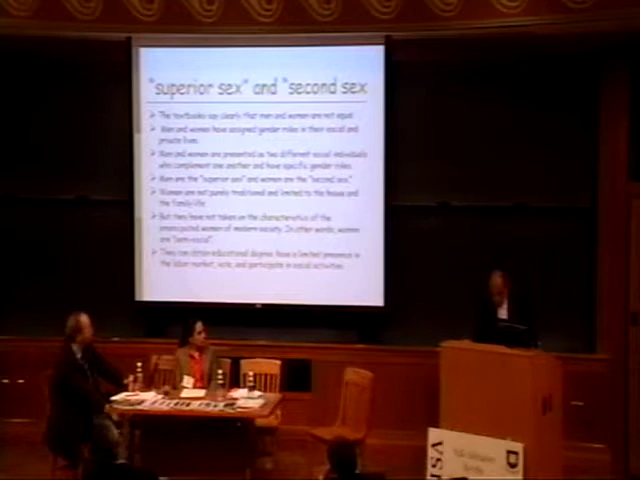 "superior sex" and "second sex
➢ The textbooks say clearly that men and women are not equal.
➢ Men and women have assigned gender roles in their social and
private lives.
➢ Men and women are presented as two different social individuals
who complement one another and have specific gender roles.
➢ Men are the "superior sex" and women are the "second sex."
➢ Women are not purely traditional and limited to the house and
the family life.
➢ But they have not taken on the characteristics of the
emancipated women of modern society. In other words, women
are
➢ They can obtain educational degree, have a limited presence in
the labor market, vote, and participate in social activities.